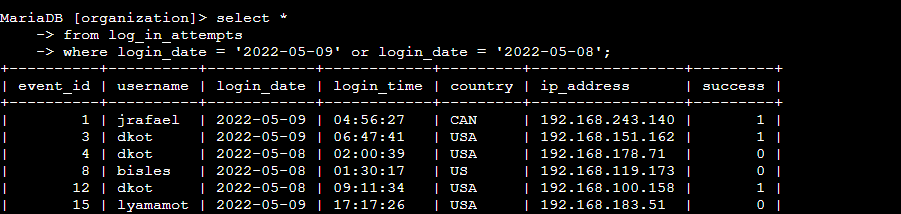 MariaDB [organization]> select *
    -> from log_in_attempts
    -> where login_date = '2022-05-09' or login_date = '2022-05-08';
+----------+----------+------------+------------+---------+-----------------+---------+
| event_id | username | login_date | login_time | country | ip_address      | success |
+----------+----------+------------+------------+---------+-----------------+---------+
|        1 | jrafael  | 2022-05-09 | 04:56:27   | CAN     | 192.168.243.140 |       1 |
|        3 | dkot     | 2022-05-09 | 06:47:41   | USA     | 192.168.151.162 |       1 |
|        4 | dkot     | 2022-05-08 | 02:00:39   | USA     | 192.168.178.71  |       0 |
|        8 | bisles   | 2022-05-08 | 01:30:17   | US      | 192.168.119.173 |       0 |
|       12 | dkot     | 2022-05-08 | 09:11:34   | USA     | 192.168.100.158 |       1 |
|       15 | lyamamot | 2022-05-09 | 17:17:26   | USA     | 192.168.183.51  |       0 |